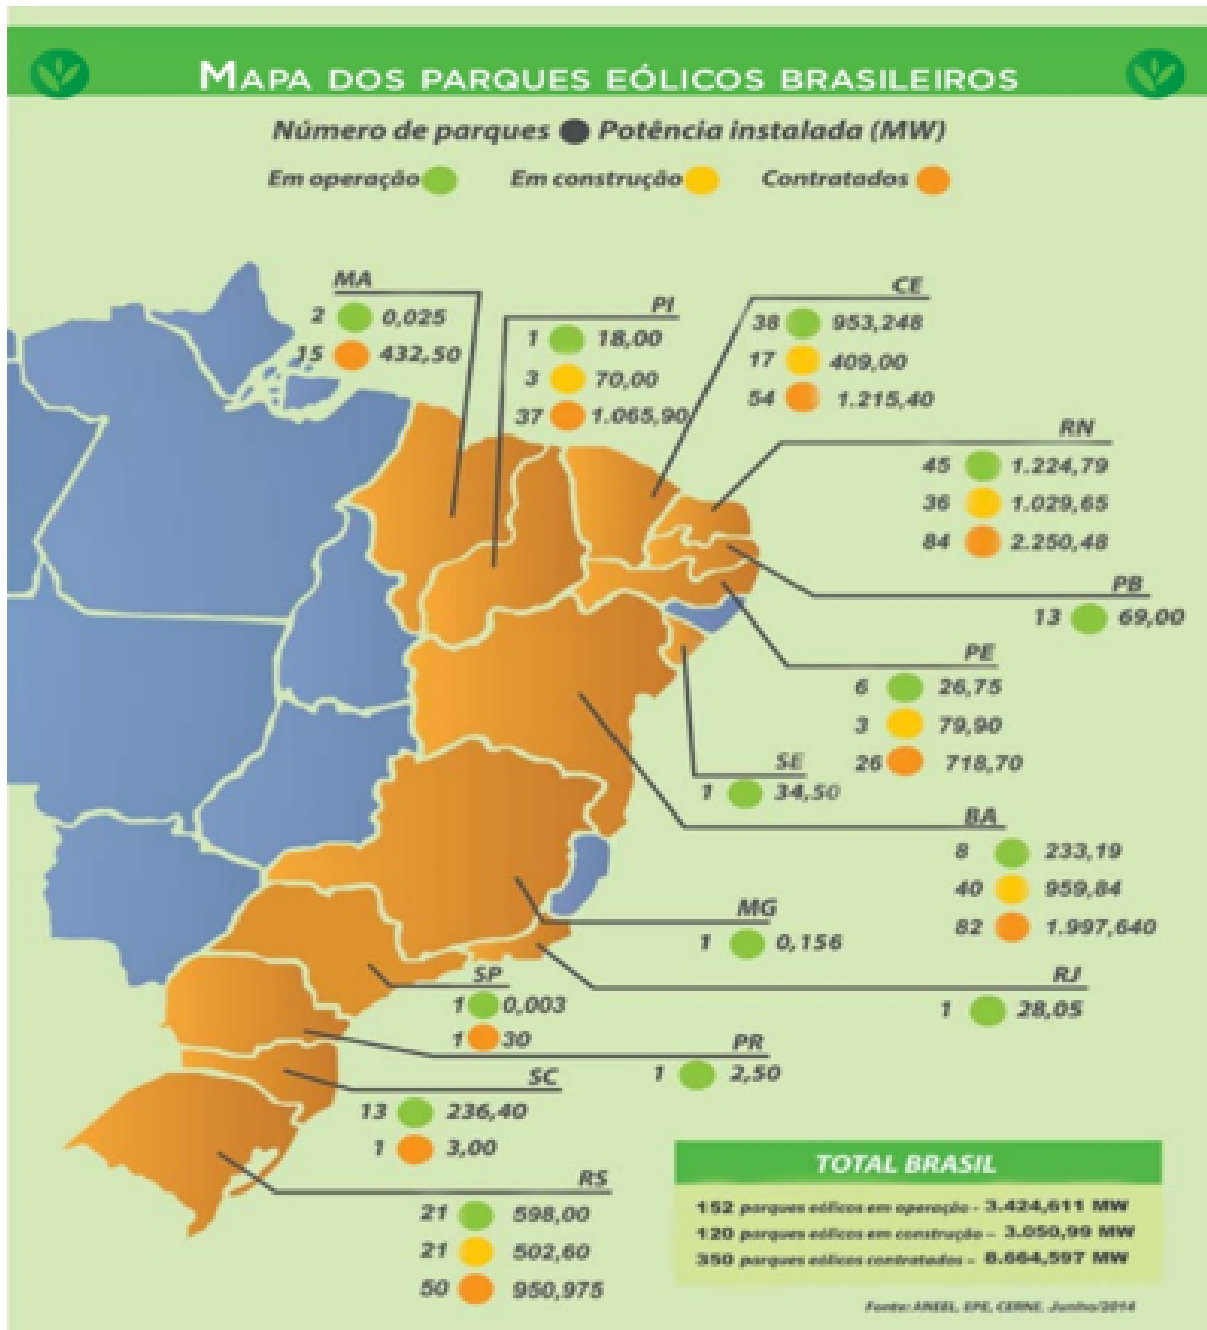 MAPA DOS PARQUES EÓLICOS BRASILEIROS
Número de parques Potência instalada (MW)
Em operação Em construção Contratados
MA
2 0,025
15 432,50
PI
1 18,00
3 70,00
37 1.065,90
CE
38 953,248
17 409,00
54 1.215,40
RN
45 1.224,79
36 1.029,65
84 2.250,48
PB
13 69,00
PE
6 26,75
3 79,90
26 718,70
SE
1 34,50
BA
8 233,19
40 959,84
82 1.997,640
MG
1 0,156
RJ
1 28,05
SP
1 0,003
1 30
PR
1 2,50
SC
13 236,40
1 3,00
RS
21 598,00
21 502,60
50 950,975
TOTAL BRASIL
152 parques eólicos em operação - 3.424,611 MW
120 parques eólicos em construção – 3.050,99 MW
350 parques eólicos contratados – 8.664,597 MW
Fonte: ANEEL, EPE, CERNE. Junho/2014